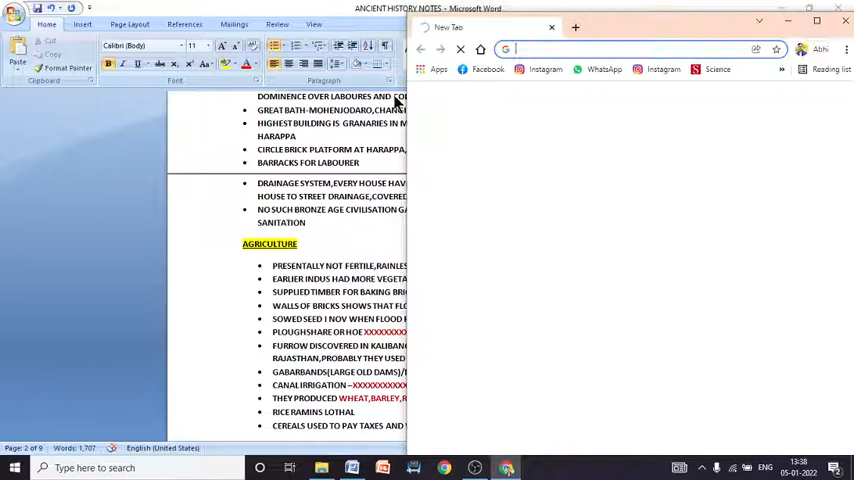 ANCIENT HISTORY NOTES - Microsoft Word
New Tab
Home Insert Page Layout References Mailings Review View
Abhi
Cut
Copy
Format Painter
Paste
Clipboard
Calibri (Body) 11
Font
Paragraph
Apps Facebook Instagram WhatsApp Instagram Science Reading list
DOMINENCE OVER LABOURES AND
GREAT BATH-MOHENJODARO,
HIGHEST BUILDING IS GRANARIES IN
HARAPPA
CIRCLE BRICK PLATFORM AT HARAPPA,
BARRACKS FOR LABOURER
DRAINAGE SYSTEM,EVERY HOUSE HAV
HOUSE TO STREET DRAINAGE,COVERED
NO SUCH BRONZE AGE CIVILISATION GA
SANITATION
AGRICULTURE
PRESENTALLY NOT FERTILE,RAINLES
EARLIER INDUS HAD MORE VEGETA
SUPPLIED TIMBER FOR BAKING BRI
WALLS OF BRICKS SHOWS THAT FLO
SOWED SEED I NOV WHEN FLOOD
PLOUGHSHARE OR HOE XXXXXXXXX
FURROW DISCOVERED IN KALIBANG
RAJASTHAN,PROBABLY THEY USED
GABARBANDS(LARGE OLD DAMS)/
CANAL IRRIGATION –XXXXXXXXXXX
THEY PRODUCED WHEAT,BARLEY,R
RICE RAMINS LOTHAL
CEREALS USED TO PAY TAXES AND
Page: 2 of 9 Words: 1,707 English (United States)
Type here to search
ENG
13:38
05-01-2022
2